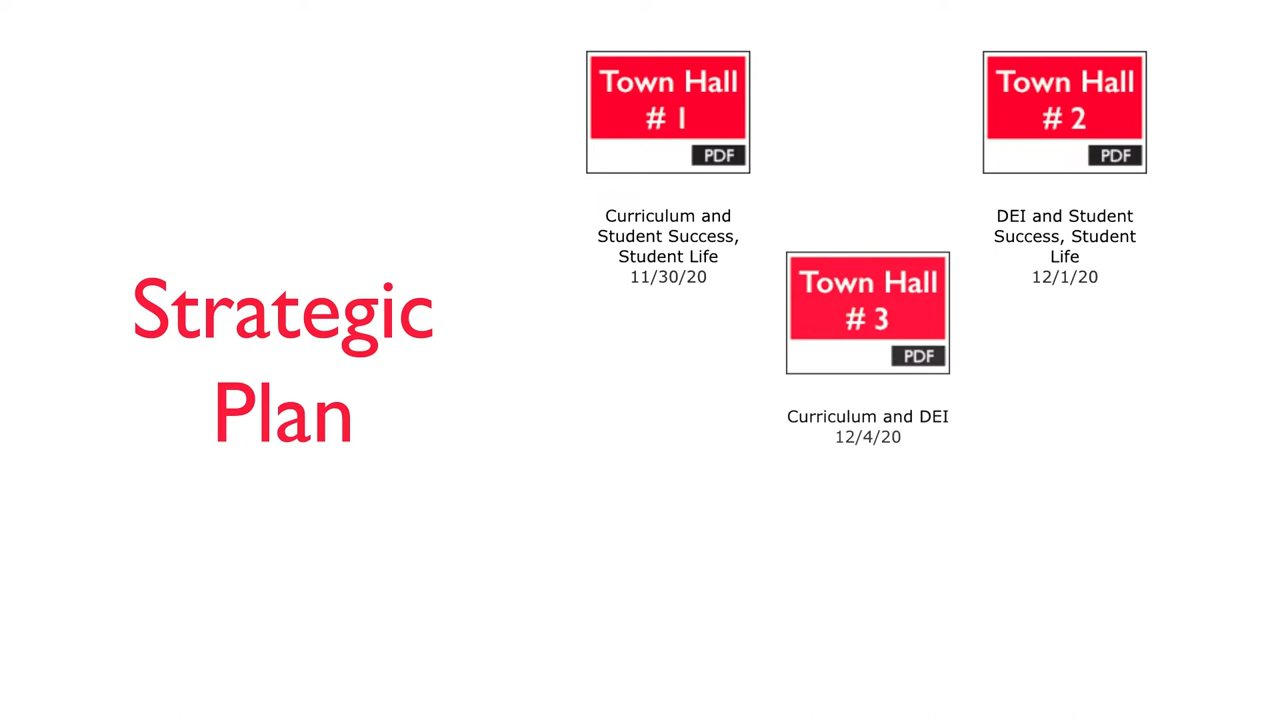 Strategic
Plan
Town Hall
# 1
PDF
Curriculum and
Student Success,
Student Life
11/30/20
Town Hall
# 2
PDF
DEI and Student
Success, Student
Life
12/1/20
Town Hall
# 3
PDF
Curriculum and DEI
12/4/20